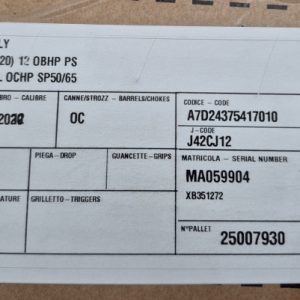 LY
20) 12 OBHP PS
OCHP SP50/65
BRO - CALIBRE
CANNE/STROZZ - BARRELS/CHOKES
OC
CODICE - CODE
A7D24375417010
J-CODE
J42CJ12
PIEGA - DROP
GUANCETTE - GRIPS
MATRICOLA - SERIAL NUMBER
MA059904
XB351272
ATURE
GRILLETTO - TRIGGERS
N°PALLET
25007930